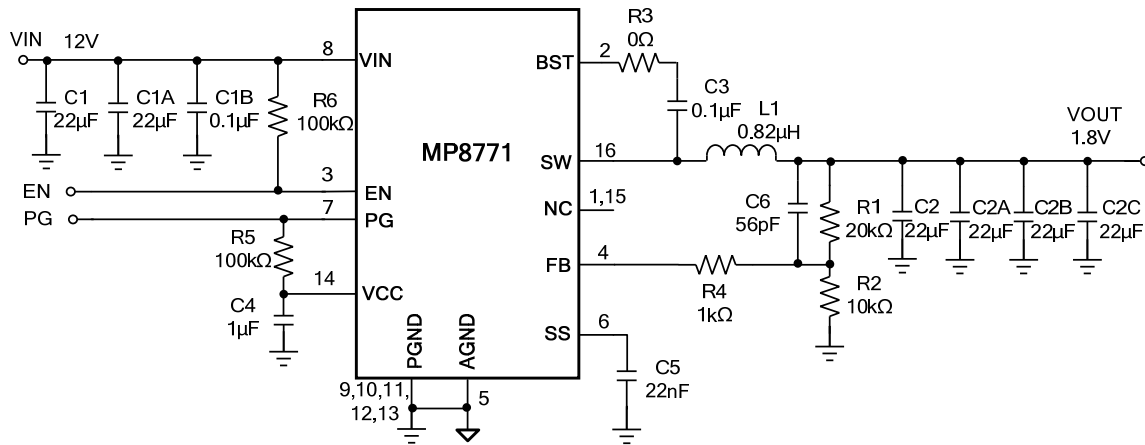 VIN 12V
8
VIN
C1
22µF
C1A
22µF
C1B
0.1µF
R6
100kΩ
EN
3
EN
PG
7
PG
R5
100kΩ
14
VCC
C4
1µF
MP8771
PGND
AGND
9,10,11,
12,13
5
BST
2
R3
0Ω
C3
0.1µF
L1
0.82µH
SW
16
NC
1,15
C6
56pF
R1
20kΩ
FB
4
R4
1kΩ
R2
10kΩ
SS
6
C5
22nF
C2
22µF
C2A
22µF
C2B
22µF
C2C
22µF
VOUT
1.8V